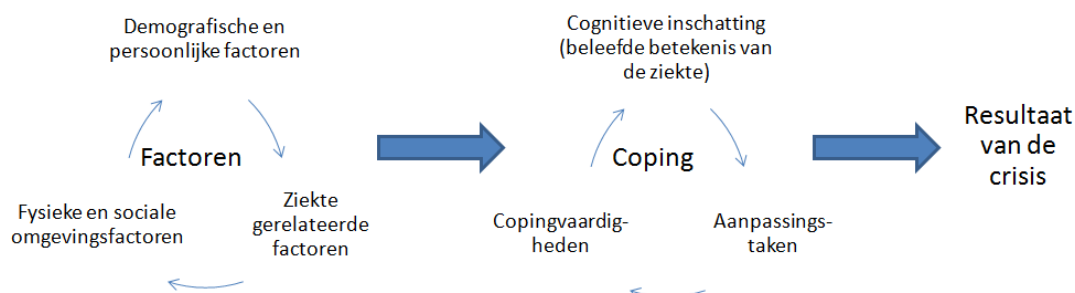 Demografische en
persoonlijke factoren
Factoren
Fysieke en sociale
omgevingsfactoren
Ziekte
gerelateerde
factoren
Cognitieve inschatting
(beleefde betekenis van
de ziekte)
Coping
Copingvaardig-
heden
Aanpassings-
taken
Resultaat
van de
crisis